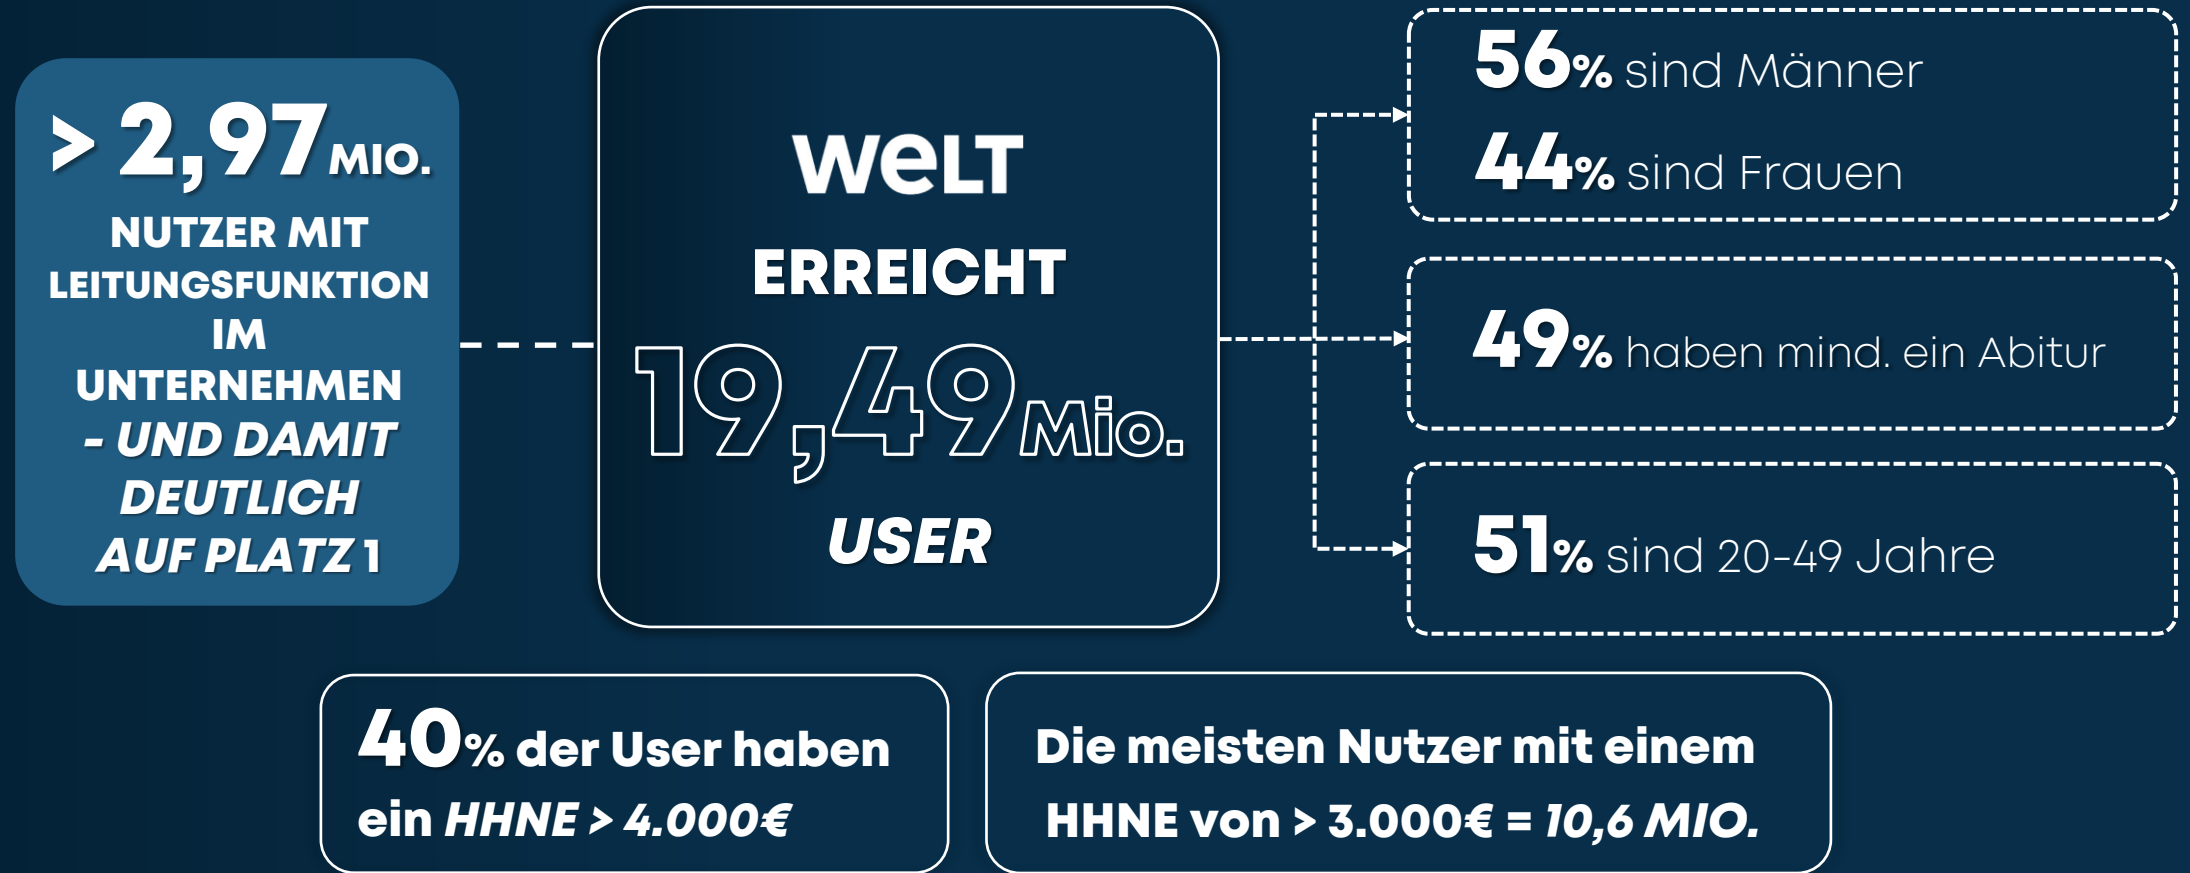 > 2,97 MIO.
NUTZER MIT
LEITUNGSFUNKTION
IM
UNTERNEHMEN
- UND DAMIT
DEUTLICH
AUF PLATZ 1
WELT
ERREICHT
19,49 Mio.
USER
56% sind Männer
44% sind Frauen
49% haben mind. ein Abitur
51% sind 20-49 Jahre
40% der User haben
ein HHNE > 4.000€
Die meisten Nutzer mit einem
HHNE von > 3.000€ = 10,6 MIO.